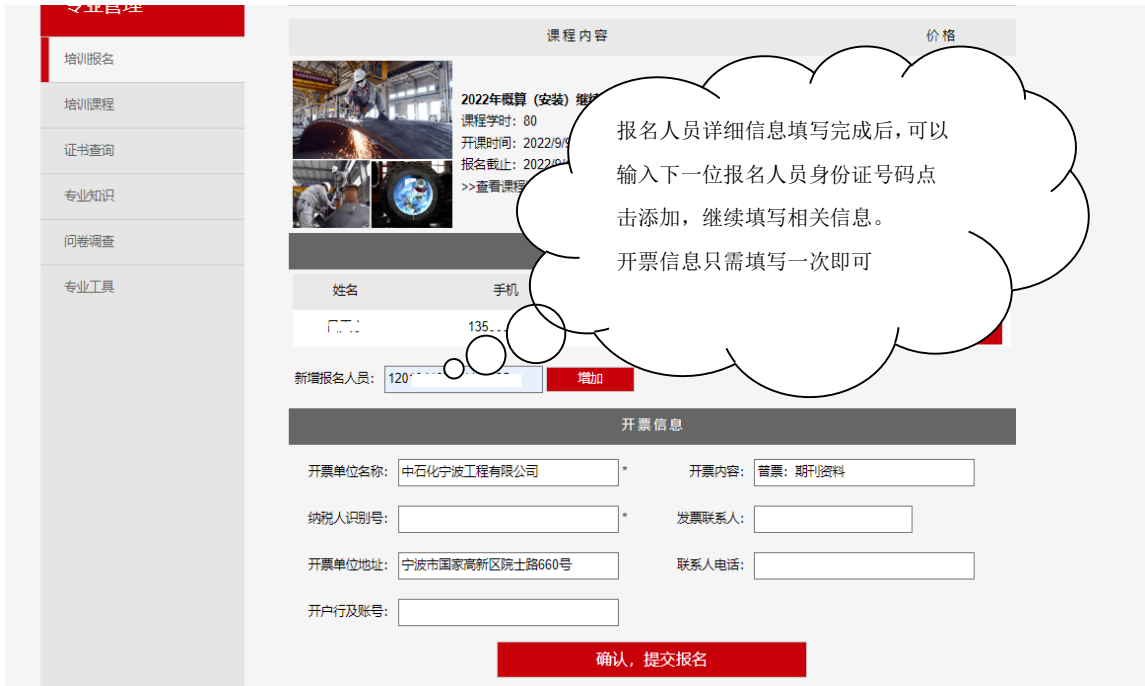 专业管理
培训报名
培训课程
证书查询
专业知识
问卷调查
专业工具
课程内容 价格
2022年概算（安装）继
课程学时：80
开课时间：2022/9/9
报名截止：2022/9/
>>查看课程
报名人员详细信息填写完成后，可以
输入下一位报名人员身份证号码点
击添加，继续填写相关信息。
开票信息只需填写一次即可
姓名 手机
135
新增报名人员： 120 增加
开票信息
开票单位名称： 中石化宁波工程有限公司 * 开票内容： 普票：期刊资料
纳税人识别号： * 发票联系人：
开票单位地址： 宁波市国家高新区院士路660号 联系人电话：
开户行及账号：
确认，提交报名